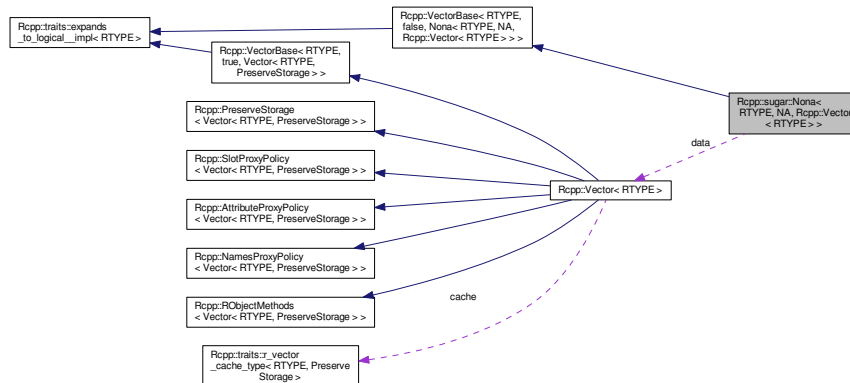 Rcpp::traits::expands
_to_logical__impl< RTYPE >
Rcpp::VectorBase< RTYPE,
false, Nona< RTYPE, NA,
Rcpp::Vector< RTYPE > > >
Rcpp::VectorBase< RTYPE,
true, Vector< RTYPE,
PreserveStorage > >
Rcpp::sugar::Nona<
RTYPE, NA, Rcpp::Vector
< RTYPE > >
Rcpp::PreserveStorage
< Vector< RTYPE, PreserveStorage > >
data
Rcpp::SlotProxyPolicy
< Vector< RTYPE, PreserveStorage > >
Rcpp::Vector< RTYPE >
Rcpp::AttributeProxyPolicy
< Vector< RTYPE, PreserveStorage > >
Rcpp::NamesProxyPolicy
< Vector< RTYPE, PreserveStorage > >
cache
Rcpp::RObjectMethods
< Vector< RTYPE, PreserveStorage > >
Rcpp::traits::r_vector
_cache_type< RTYPE, Preserve
Storage >